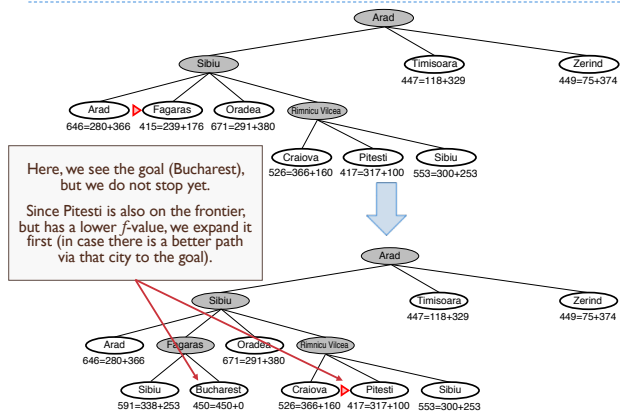 Arad
Sibiu
Timisoara
Zerind
447=118+329
449=75+374
Arad
Fagaras
Oradea
Rimnicu Vilcea
646=280+366
415=239+176
671=291+380
Craiova
Pitesti
Sibiu
526=366+160
417=317+100
553=300+253
Here, we see the goal (Bucharest),
but we do not stop yet.
Since Pitesti is also on the frontier,
but has a lower f-value, we expand it
first (in case there is a better path
via that city to the goal).
Arad
Sibiu
Timisoara
Zerind
447=118+329
449=75+374
Arad
Fagaras
Oradea
Rimnicu Vilcea
646=280+366
671=291+380
Sibiu
Bucharest
Craiova
Pitesti
Sibiu
591=338+253
450=450+0
526=366+160
417=317+100
553=300+253